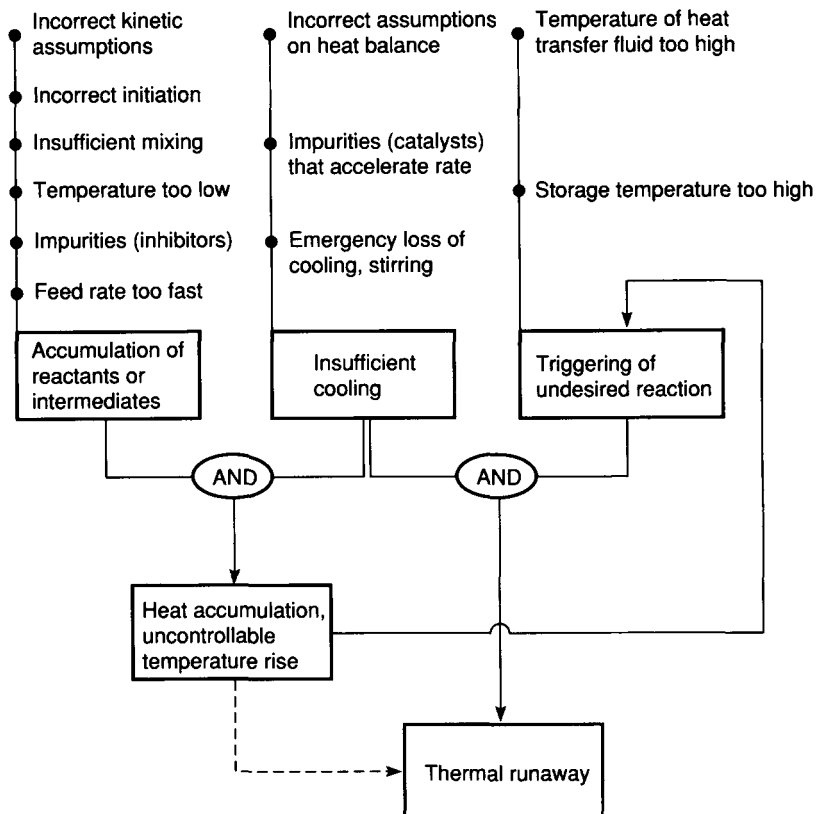 Incorrect kinetic
assumptions
Incorrect initiation
Insufficient mixing
Temperature too low
Impurities (inhibitors)
Feed rate too fast
Accumulation of
reactants or
intermediates
Incorrect assumptions
on heat balance
Impurities (catalysts)
that accelerate rate
Emergency loss of
cooling, stirring
Insufficient
cooling
Temperature of heat
transfer fluid too high
Storage temperature too high
Triggering of
undesired reaction
AND
AND
Heat accumulation,
uncontrollable
temperature rise
Thermal runaway